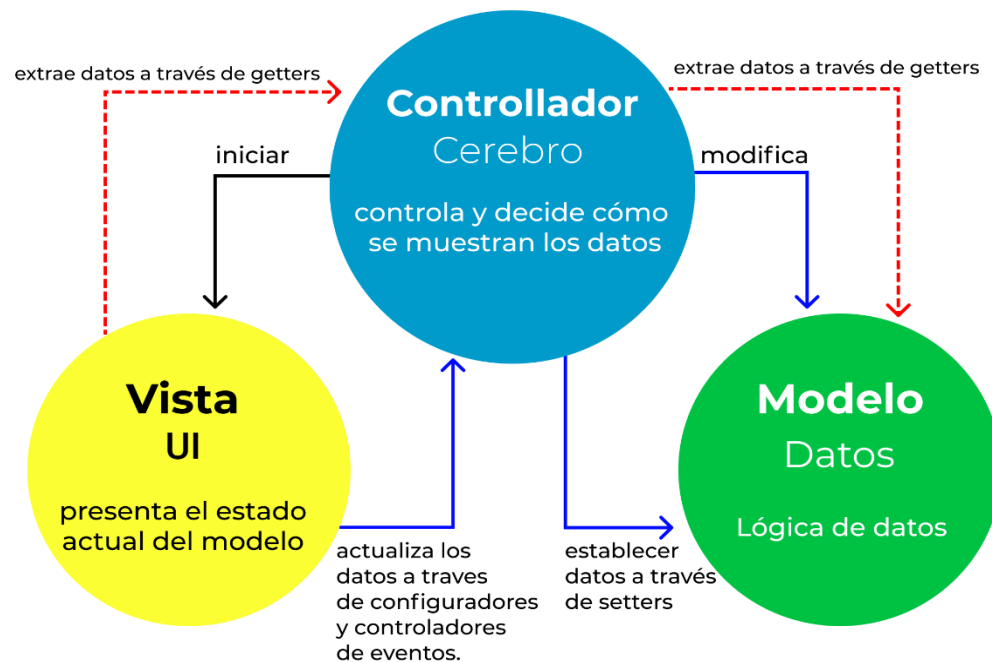 extrae datos a través de getters
extrae datos a través de getters
Controllador
Cerebro
controla y decide cómo
se muestran los datos
iniciar
modifica
Vista
UI
presenta el estado
actual del modelo
Modelo
Datos
Lógica de datos
actualiza los
datos a traves
de configuradores
y controladores
de eventos.
establecer
datos a través
de setters